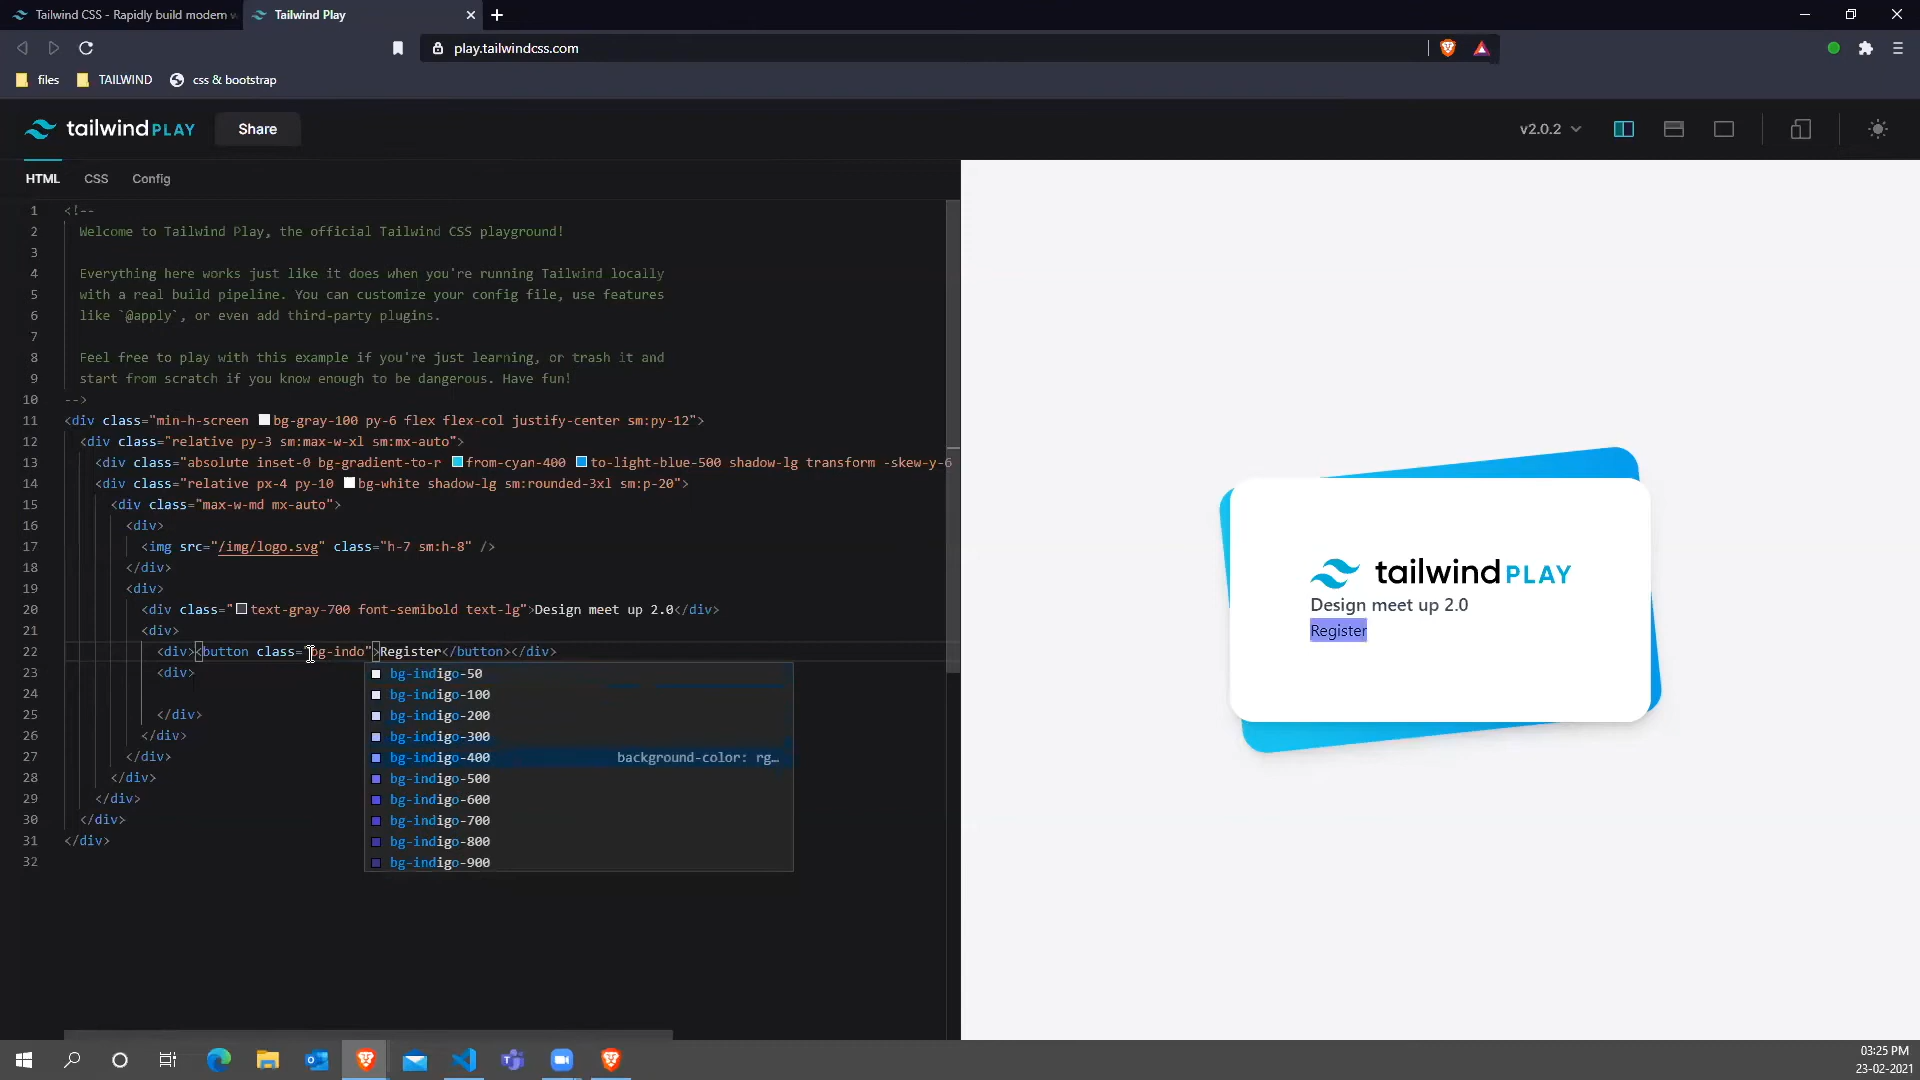 Tailwind CSS - Rapidly build modern w
Tailwind Play
play.tailwindcss.com
files
TAILWIND
css & bootstrap
tailwind PLAY
Share
v2.0.2
HTML
CSS
Config
1 <!--
2 Welcome to Tailwind Play, the official Tailwind CSS playground!
3
4 Everything here works just like it does when you're running Tailwind locally
5 with a real build pipeline. You can customize your config file, use features
6 like `@apply`, or even add third-party plugins.
7
8 Feel free to play with this example if you're just learning, or trash it and
9 start from scratch if you know enough to be dangerous. Have fun!
10 -->
11 <div class="min-h-screen bg-gray-100 py-6 flex flex-col justify-center sm:py-12">
12 <div class="relative py-3 sm:max-w-xl sm:mx-auto">
13 <div class="absolute inset-0 bg-gradient-to-r from-cyan-400 to-light-blue-500 shadow-lg transform -skew-y-6
14 <div class="relative px-4 py-10 bg-white shadow-lg sm:rounded-3xl sm:p-20">
15 <div class="max-w-md mx-auto">
16 <div>
17 <img src="/img/logo.svg" class="h-7 sm:h-8" />
18 </div>
19 <div>
20 <div class="text-gray-700 font-semibold text-lg">Design meet up 2.0</div>
21 <div>
22 <div><button class="bg-indo">Register</button></div>
23 <div>
24
25 </div>
26 </div>
27 </div>
28 </div>
29 </div>
30 </div>
31 </div>
32
bg-indigo-50
bg-indigo-100
bg-indigo-200
bg-indigo-300
bg-indigo-400 background-color: rg…
bg-indigo-500
bg-indigo-600
bg-indigo-700
bg-indigo-800
bg-indigo-900
tailwind PLAY
Design meet up 2.0
Register
03:25 PM
23-02-2021